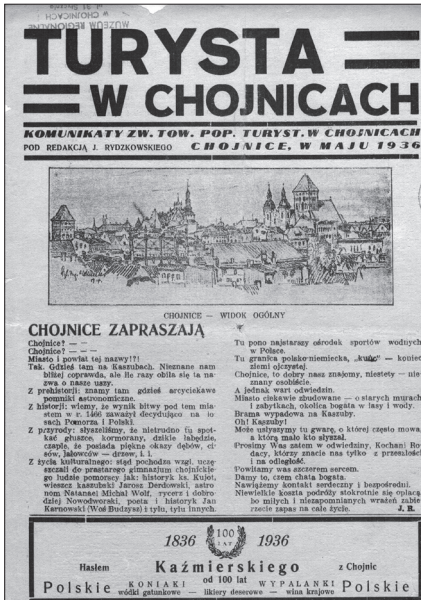 MUZEUM REGIONALNE
W CHOJNICACH
TURYSTA
W CHOJNICACH
KOMUNIKATY ZW. TOW. POP. TURYST. W CHOJNICACH
POD REDAKCJĄ J. RYDZKOWSKIEGO CHOJNICE, W MAJU 1936
CHOJNICE — WIDOK OGÓLNY
CHOJNICE ZAPRASZAJĄ
Chojnice? — —
Chojnice? — — —
Miasto i powiat tej nazwy!?!
Tak. Gdzieś tam na Kaszubach. Nieznane nam
bliżej coprawda, ale ile razy obiła się ta na
zwa o nasze uszy.
Z prehistorji: znamy tam gdzieś arcyciekawe
pomniki astronomiczne.
Z historji: wiemy, że wynik bitwy pod tem mia-
stem w r. 1466 zaważył decydująco na lo-
sach Pomorza i Polski.
Z przyrody: słyszeliśmy, że nietrudno tu spot-
kać głuszce, kormorany, dzikie łabędzie,
czaple, że posiada piękne okazy dębów, ci-
sów, jałowców — drzew, i. i.
Z życia kulturalnego: stąd pochodzą wzgl. uczę-
szczali do prastarego gimnazjum chojnickie-
go ludzie pomorscy jak: historyk ks. Kujot,
wieszcz kaszubski Jarosz Derdowski, astro
nom Natanael Michał Wolf, rycerz i dobro-
dziej Nowodworski, poeta i historyk Jan
Karnowski (Woś Budzysz) i tylu, tylu innych.
Tu pono najstarszy ośrodek sportów wodnych
w Polsce.
Tu granica polsko-niemiecka, — kobiec
ziemi ojczystej.
Chojnice, to dobry nasz znajomy, niestety — nie
znany osobiście.
A jednak wart odwiedzin.
Miasto ciekawie zbudowane — o starych murach
i zabytkach, okolica bogata w lasy i wody.
Brama wypadowa na Kaszuby.
Oh! Kaszuby!
Może usłyszymy tu gwarę, o której często mowa,
a którą mało kto słyszał.
Prosimy Was zatem w odwiedziny, Kochani Ro
dacy, którzy znacie nas tylko z przeszłości
i na odległość.
Powitamy was szczerem sercem.
Damy to, czem chata bogata.
Nawiążemy kontakt serdeczny i bezpośredni.
Niewielkie koszta podróży stokrotnie się opłacą
bo miłych i niezapomnianych wrażeń zabie
rzecie zapas na całe życie. J. R.
1836 100 LAT 1936
Hasłem Kaźmierskiego z Chojnic
od 100 lat
Polskie KONIAKI WYPALANKI Polskie
wódki gatunkowe — likiery deserowe — wina krajowe